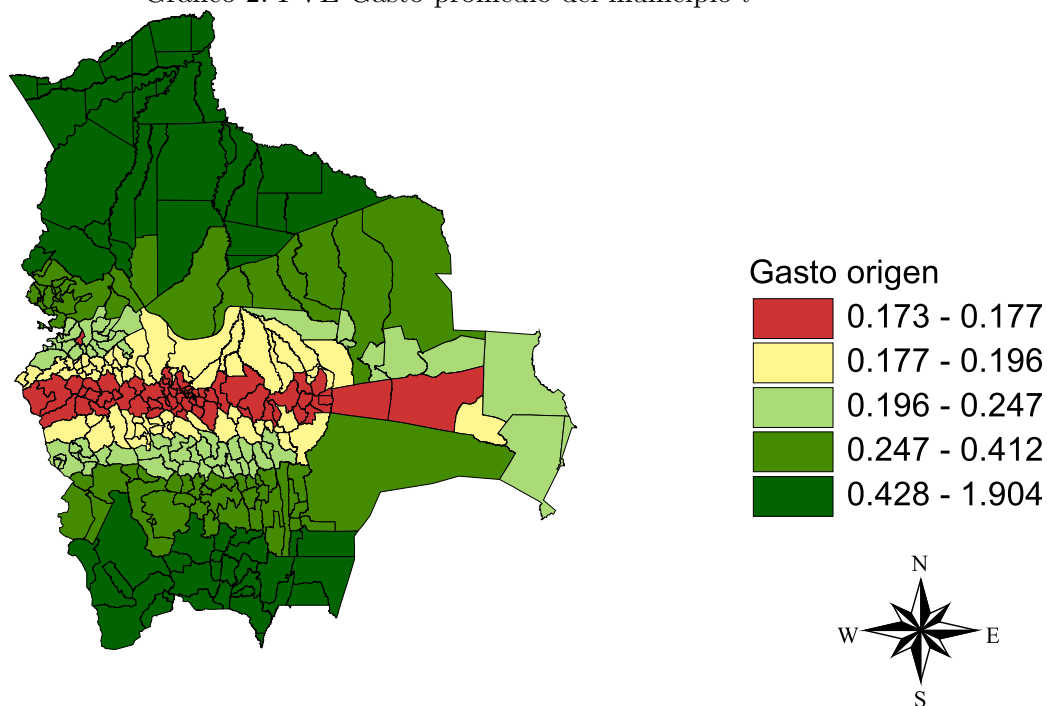 Gasto origen
0.173 - 0.177
0.177 - 0.196
0.196 - 0.247
0.247 - 0.412
0.428 - 1.904
N
W
E
S